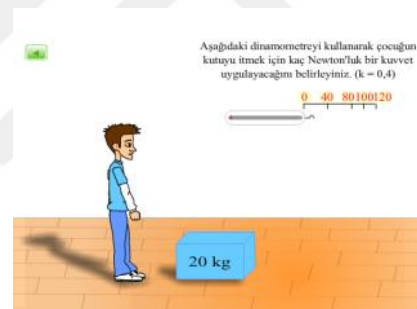 Aşağıdaki dinamometreyi kullanarak çocuğun
kutuyu itmek için kaç Newton'luk bir kuvvet
uygulayacağını belirleyiniz. (k = 0,4)
0 40 80100120
20 kg